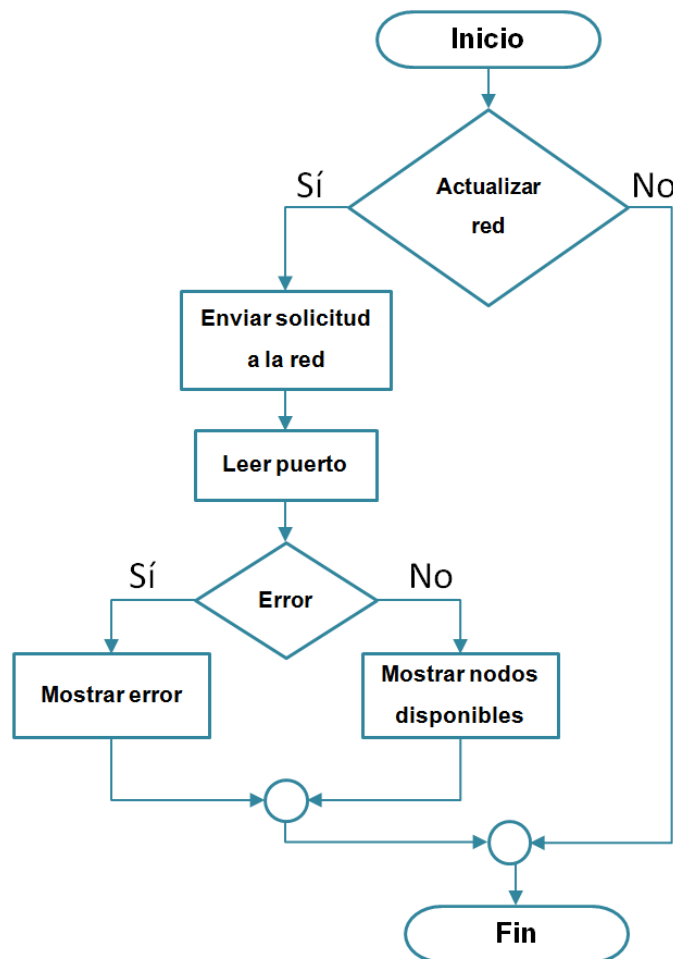 Inicio
Sí
Actualizar
red
No
Enviar solicitud
a la red
Leer puerto
Sí
Error
No
Mostrar error
Mostrar nodos
disponibles
Fin